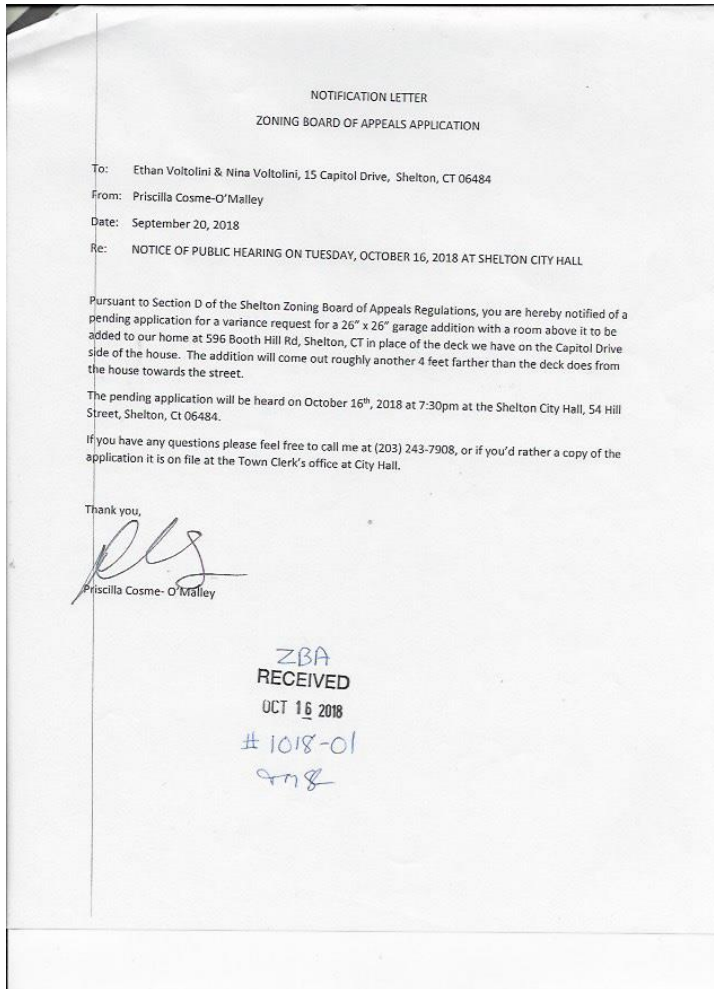 NOTIFICATION LETTER
ZONING BOARD OF APPEALS APPLICATION
To: Ethan Voltolini & Nina Voltolini, 15 Capitol Drive, Shelton, CT 06484
From: Priscilla Cosme-O'Malley
Date: September 20, 2018
Re: NOTICE OF PUBLIC HEARING ON TUESDAY, OCTOBER 16, 2018 AT SHELTON CITY HALL
Pursuant to Section D of the Shelton Zoning Board of Appeals Regulations, you are hereby notified of a
pending application for a variance request for a 26" x 26" garage addition with a room above it to be
added to our home at 596 Booth Hill Rd, Shelton, CT in place of the deck we have on the Capitol Drive
side of the house. The addition will come out roughly another 4 feet farther than the deck does from
the house towards the street.
The pending application will be heard on October 16th, 2018 at 7:30pm at the Shelton City Hall, 54 Hill
Street, Shelton, Ct 06484.
If you have any questions please feel free to call me at (203) 243-7908, or if you'd rather a copy of the
application it is on file at the Town Clerk's office at City Hall.
Thank you,
Priscilla Cosme- O'Malley
ZBA
RECEIVED
OCT 16 2018
# 1018-01